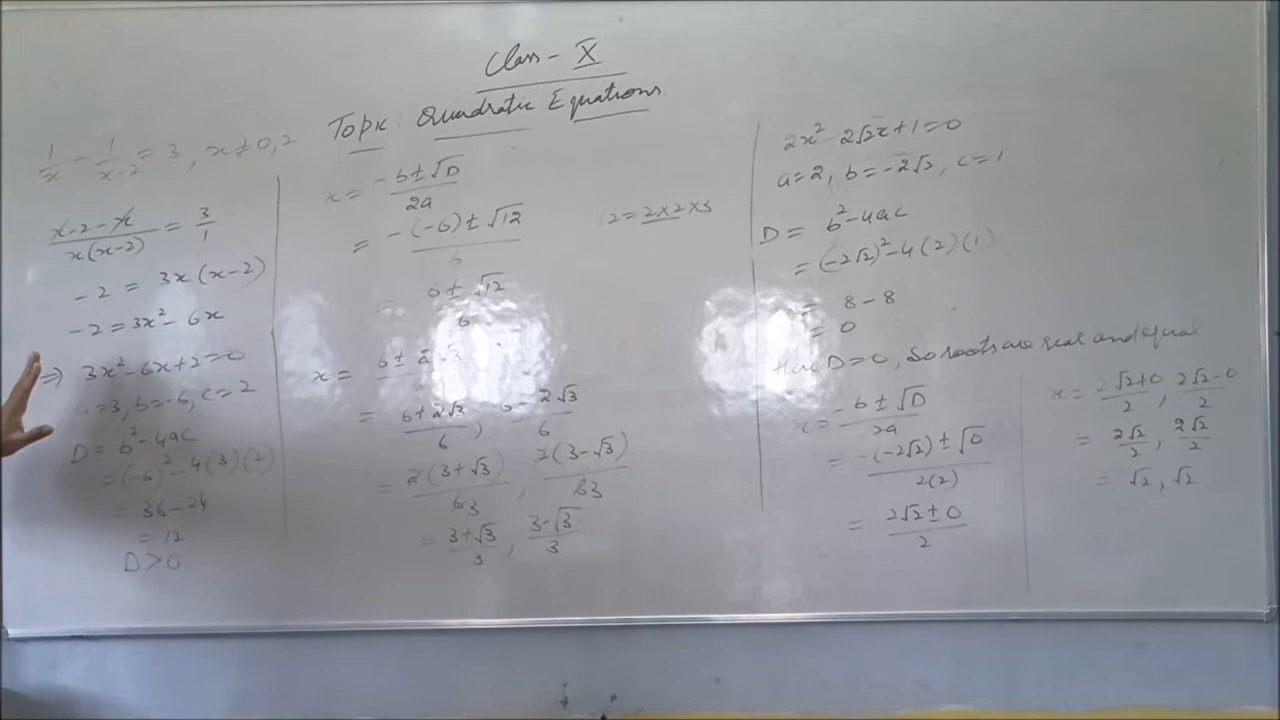 Class - X
Topic. Quadratic Equations
1/x - 1/(x-2) = 3, x ≠ 0, 2
(x-2-x)/(x(x-2)) = 3/1
-2 = 3x(x-2)
-2 = 3x² - 6x
⇒ 3x² - 6x + 2 = 0
a=3, b=-6, c=2
D = b² - 4ac
= (-6)² - 4(3)(2)
= 36 - 24
= 12
D > 0
x = (-b ± √D)/2a
= (-(-6) ± √12)/6
12 = 2×2×3
= (6 ± √12)/6
x = (6 ± 2√3)/
= (6+2√3)/6, (6-2√3)/6
= 2(3+√3)/63, 2(3-√3)/63
= (3+√3)/3, (3-√3)/3
2x² - 2√2x + 1 = 0
a=2, b=-2√2, c=1
D = b² - 4ac
= (-2√2)² - 4(2)(1)
= 8 - 8
= 0
Here D=0, So roots are real and equal
x = (-b ± √D)/2a
= (-(-2√2) ± √0)/2(2)
= (2√2 ± 0)/2
x = (2√2+0)/2, (2√2-0)/2
= 2√2/2, 2√2/2
= √2, √2